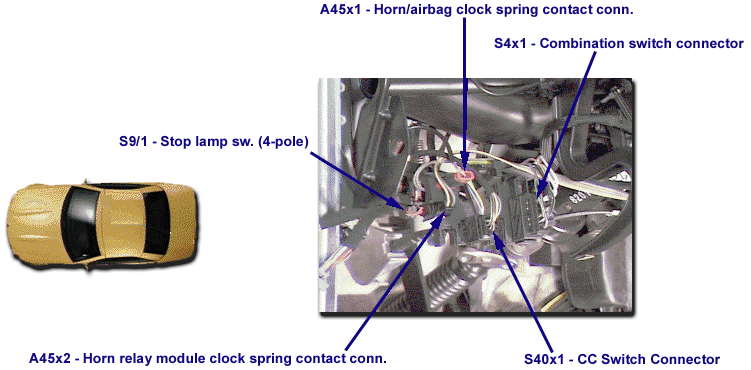 A45x1 - Horn/airbag clock spring contact conn.
S4x1 - Combination switch connector
S9/1 - Stop lamp sw. (4-pole)
A45x2 - Horn relay module clock spring contact conn.
S40x1 - CC Switch Connector